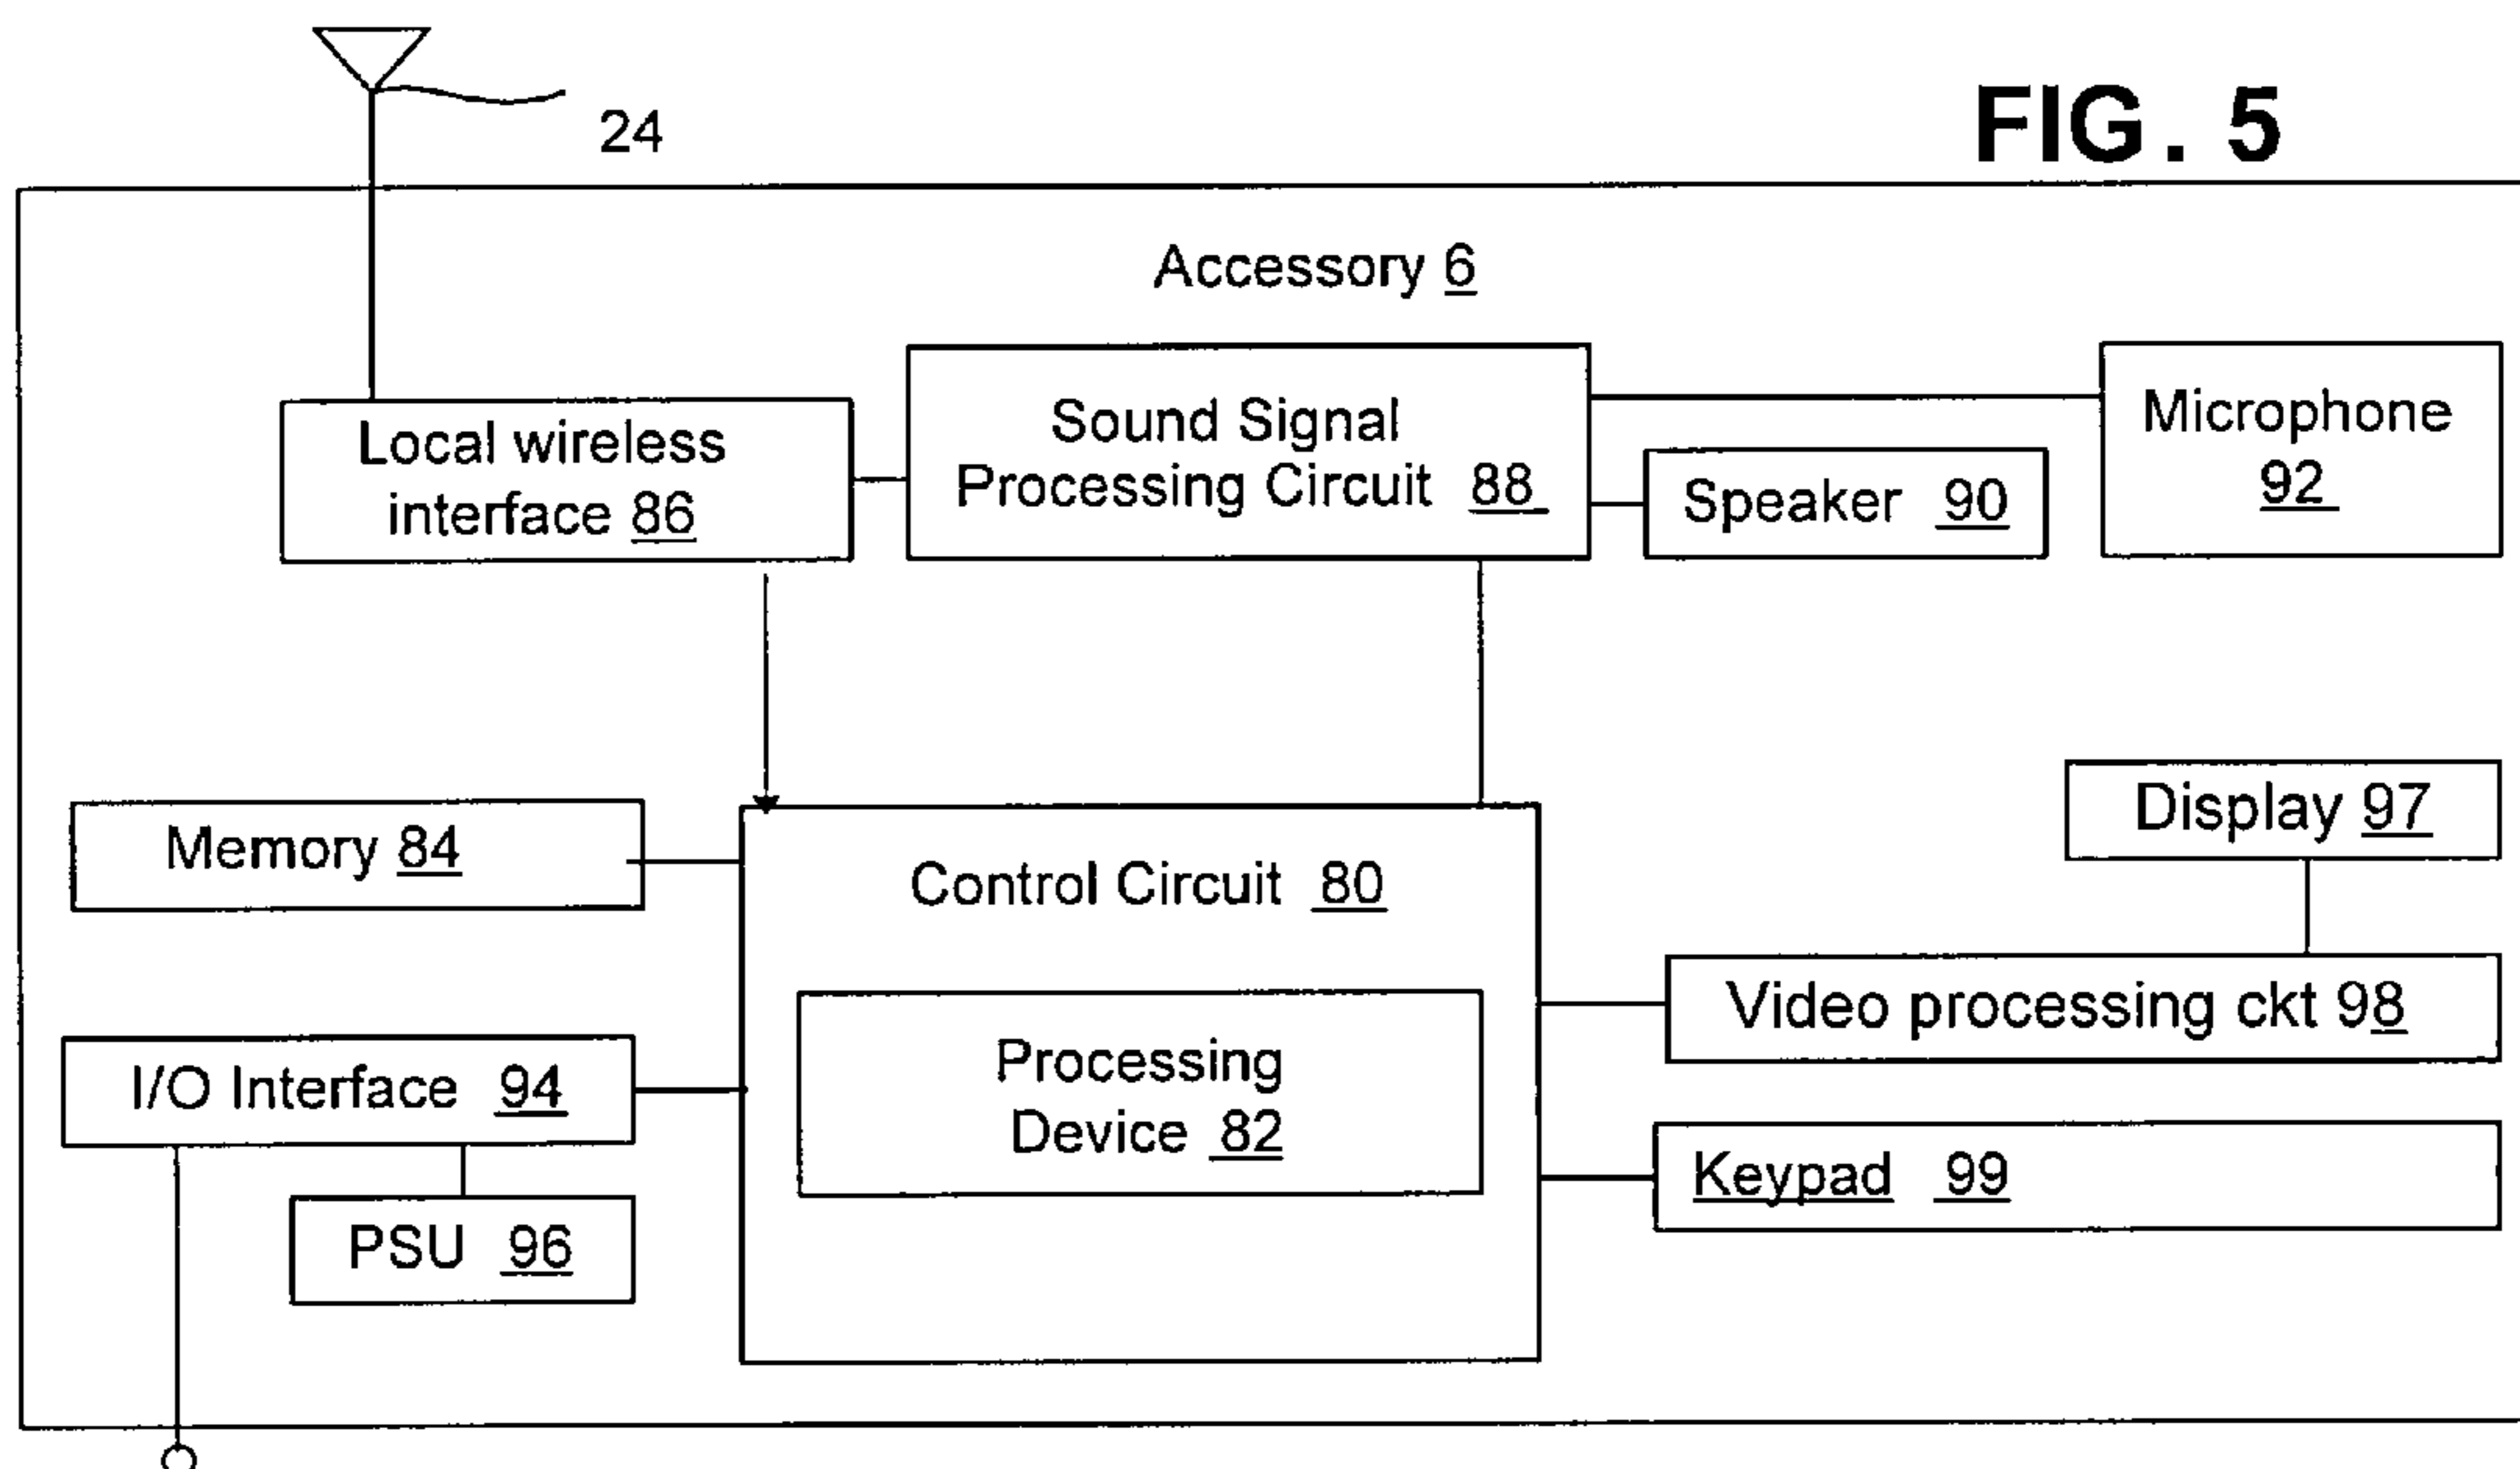 FIG. 5
24
Accessory 6
Local wireless
interface 86
Sound Signal
Processing Circuit 88
Microphone
92
Speaker 90
Memory 84
Control Circuit 80
Display 97
Video processing ckt 98
I/O Interface 94
Processing
Device 82
Keypad 99
PSU 96